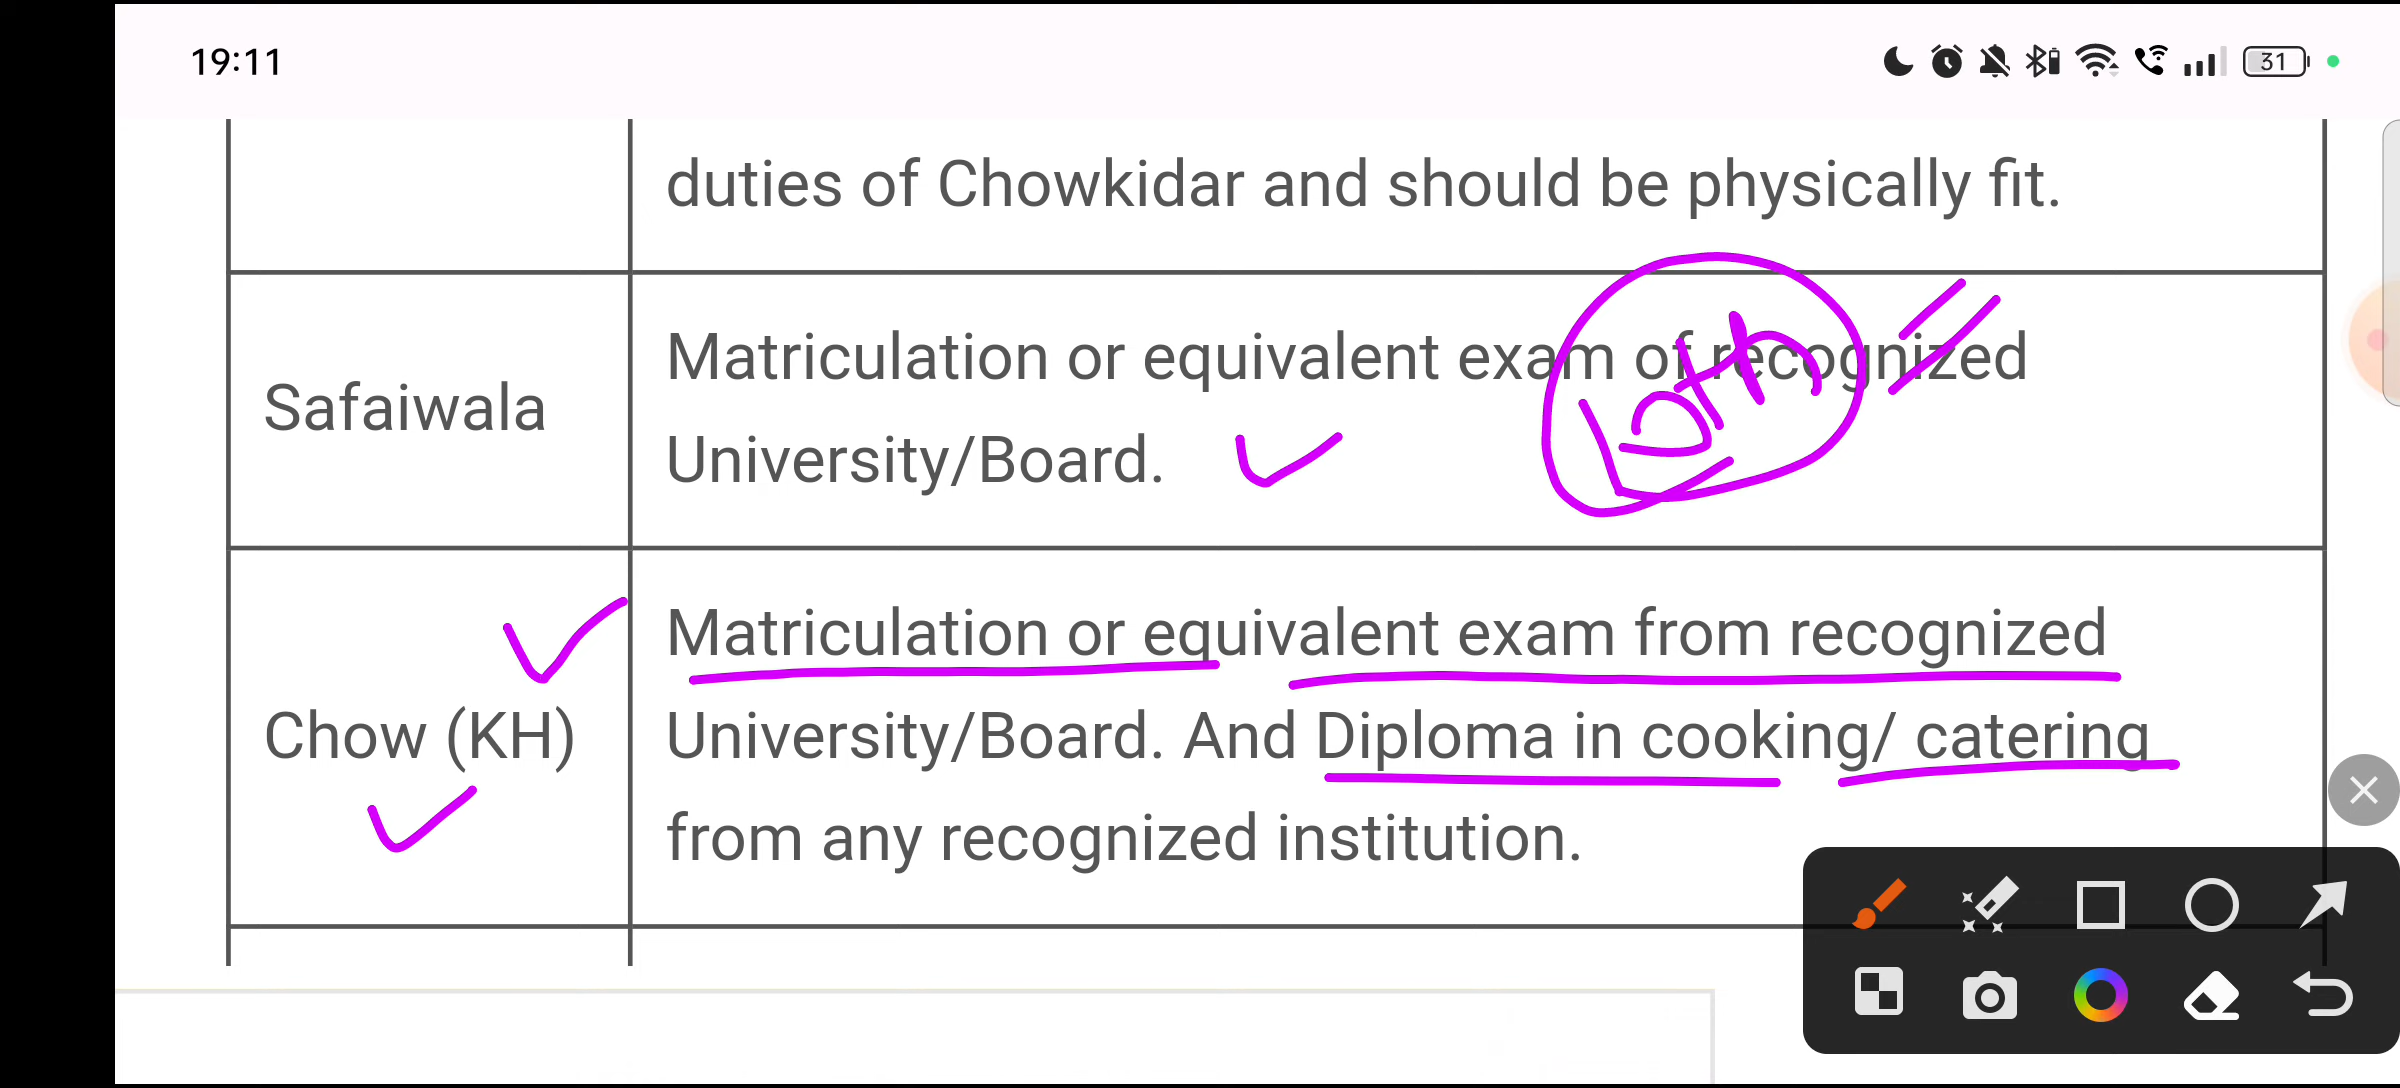 19:11
31
duties of Chowkidar and should be physically fit.
Safaiwala
Matriculation or equivalent exam of recognized
University/Board.
10th
Chow (KH)
Matriculation or equivalent exam from recognized
University/Board. And Diploma in cooking/ catering
from any recognized institution.